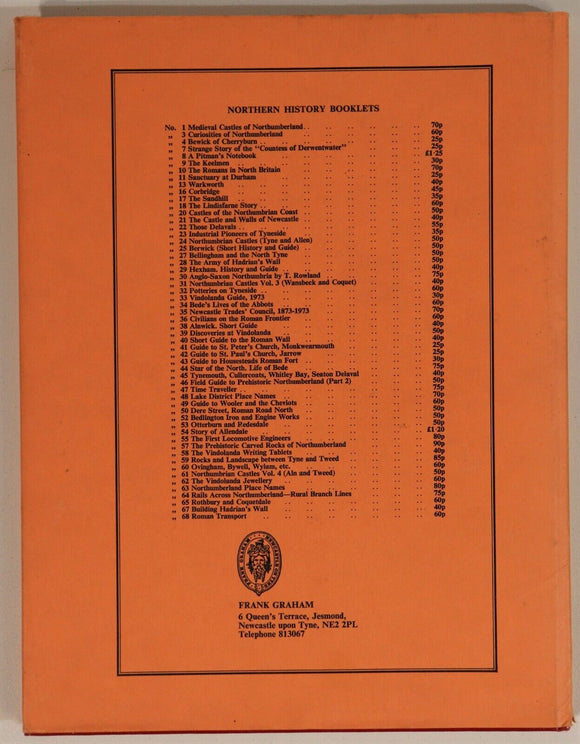 NORTHERN HISTORY BOOKLETS
No. 1 Medieval Castles of Northumberland .. .. .. .. .. .. 70p
„ 3 Curiosities of Northumberland .. .. .. .. .. .. 60p
„ 4 Bewick of Cherryburn .. .. .. .. .. .. 25p
„ 7 Strange Story of the "Countess of Derwentwater" .. .. .. .. 25p
„ 8 A Pitman's Notebook .. .. .. .. .. .. £1·25
„ 9 The Keelmen .. .. .. .. .. .. 30p
„ 10 The Romans in North Britain .. .. .. .. .. .. 70p
„ 11 Sanctuary at Durham .. .. .. .. .. .. 25p
„ 13 Warkworth .. .. .. .. .. .. 40p
„ 16 Corbridge .. .. .. .. .. .. 45p
„ 17 The Sandhill .. .. .. .. .. .. 35p
„ 18 The Lindisfarne Story .. .. .. .. .. .. 60p
„ 20 Castles of the Northumbrian Coast .. .. .. .. .. 50p
„ 21 The Castle and Walls of Newcastle .. .. .. .. .. 40p
„ 22 Those Delavals .. .. .. .. .. .. 55p
„ 23 Industrial Pioneers of Tyneside .. .. .. .. .. 35p
„ 24 Northumbrian Castles (Tyne and Allen) .. .. .. .. .. 50p
„ 25 Berwick (Short History and Guide) .. .. .. .. .. 50p
„ 27 Bellingham and the North Tyne .. .. .. .. .. 50p
„ 28 The Army of Hadrian's Wall .. .. .. .. .. 50p
„ 29 Hexham. History and Guide .. .. .. .. .. 40p
„ 30 Anglo-Saxon Northumbria by T. Rowland .. .. .. .. 75p
„ 31 Northumbrian Castles Vol. 3 (Wansbeck and Coquet) .. .. .. 40p
„ 32 Potteries on Tyneside .. .. .. .. .. .. 60p
„ 33 Vindolanda Guide, 1973 .. .. .. .. .. .. 30p
„ 34 Bede's Lives of the Abbots .. .. .. .. .. 60p
„ 35 Newcastle Trades' Council, 1873-1973 .. .. .. .. .. 70p
„ 36 Civilians on the Roman Frontier .. .. .. .. .. 60p
„ 38 Alnwick. Short Guide .. .. .. .. .. .. 40p
„ 39 Discoveries at Vindolanda .. .. .. .. .. 50p
„ 40 Short Guide to the Roman Wall .. .. .. .. .. 40p
„ 41 Guide to St. Peter's Church, Monkwearmouth .. .. .. .. 25p
„ 42 Guide to St. Paul's Church, Jarrow .. .. .. .. .. 25p
„ 43 Guide to Housesteads Roman Fort .. .. .. .. .. 30p
„ 44 Star of the North. Life of Bede .. .. .. .. .. 75p
„ 45 Tynemouth, Cullercoats, Whitley Bay, Seaton Delaval .. .. .. 40p
„ 46 Field Guide to Prehistoric Northumberland (Part 2) .. .. .. 50p
„ 47 Time Traveller .. .. .. .. .. .. 75p
„ 48 Lake District Place Names .. .. .. .. .. 70p
„ 49 Guide to Wooler and the Cheviots .. .. .. .. .. 60p
„ 50 Dere Street, Roman Road North .. .. .. .. .. 50p
„ 52 Bedlington Iron and Engine Works .. .. .. .. .. 50p
„ 53 Otterburn and Redesdale .. .. .. .. .. 50p
„ 54 Story of Allendale .. .. .. .. .. .. £1·20
„ 55 The First Locomotive Engineers .. .. .. .. .. 80p
„ 57 The Prehistoric Carved Rocks of Northumberland .. .. .. .. 90p
„ 58 The Vindolanda Writing Tablets .. .. .. .. .. 40p
„ 59 Rocks and Landscape between Tyne and Tweed .. .. .. .. 85p
„ 60 Ovingham, Bywell, Wylam, etc. .. .. .. .. .. 60p
„ 61 Northumbrian Castles Vol. 4 (Aln and Tweed) .. .. .. .. 50p
„ 62 The Vindolanda Jewellery .. .. .. .. .. 60p
„ 63 Northumberland Place Names .. .. .. .. .. 80p
„ 64 Rails Across Northumberland—Rural Branch Lines .. .. .. 75p
„ 65 Rothbury and Coquetdale .. .. .. .. .. 60p
„ 67 Building Hadrian's Wall .. .. .. .. .. 40p
„ 68 Roman Transport .. .. .. .. .. .. 60p
FRANK GRAHAM NEWCASTLE ON TYNE
FRANK GRAHAM
6 Queen's Terrace, Jesmond,
Newcastle upon Tyne, NE2 2PL
Telephone 813067